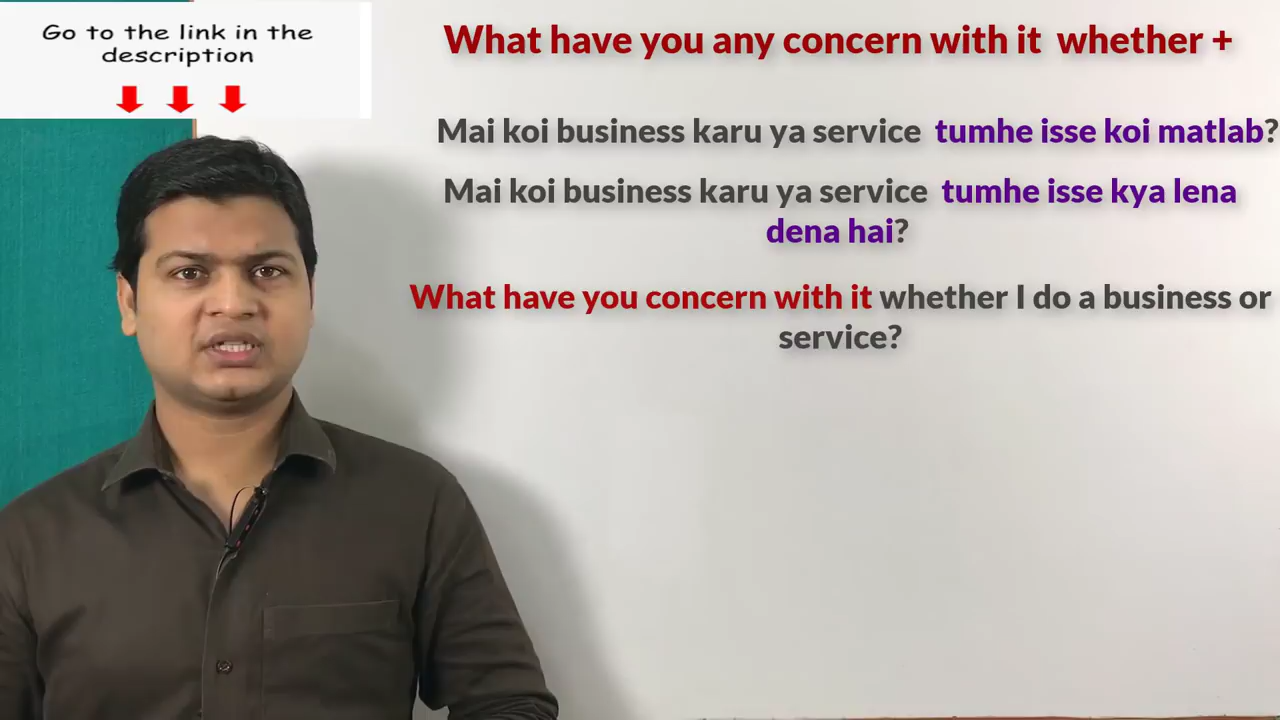 Go to the link in the
description
What have you any concern with it whether +
Mai koi business karu ya service tumhe isse koi matlab?
Mai koi business karu ya service tumhe isse kya lena
dena hai?
What have you concern with it whether I do a business or
service?